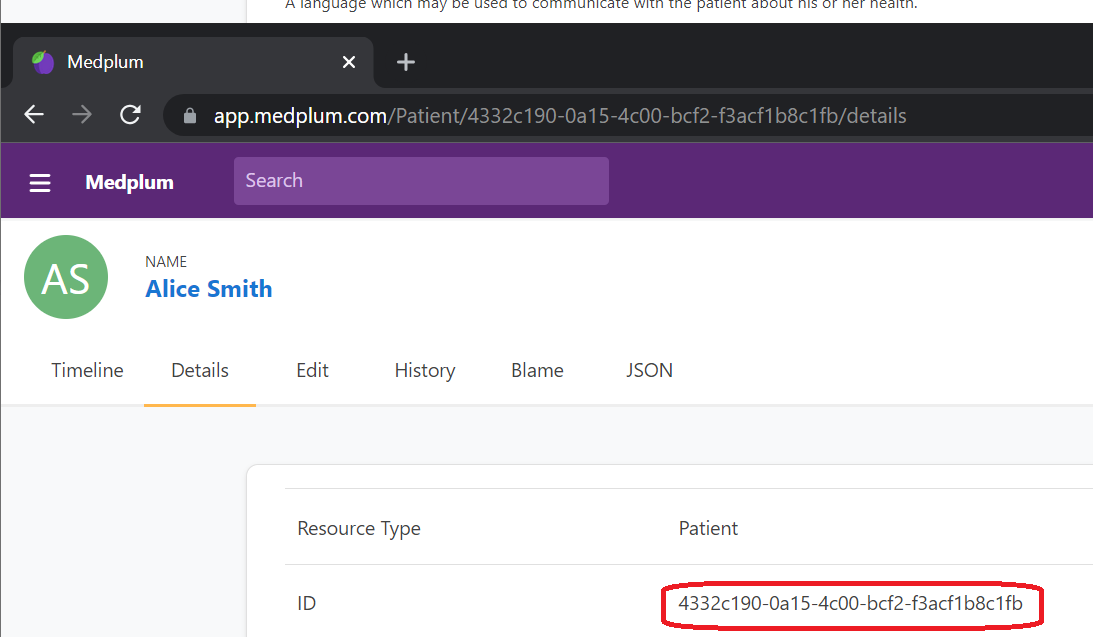 A language which may be used to communicate with the patient about his or her health.
Medplum
app.medplum.com/Patient/4332c190-0a15-4c00-bcf2-f3acf1b8c1fb/details
Medplum Search
AS
NAME
Alice Smith
Timeline Details Edit History Blame JSON
Resource Type Patient
ID 4332c190-0a15-4c00-bcf2-f3acf1b8c1fb